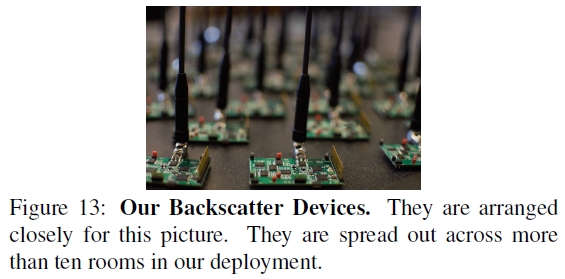 Figure 13: Our Backscatter Devices. They are arranged
closely for this picture. They are spread out across more
than ten rooms in our deployment.